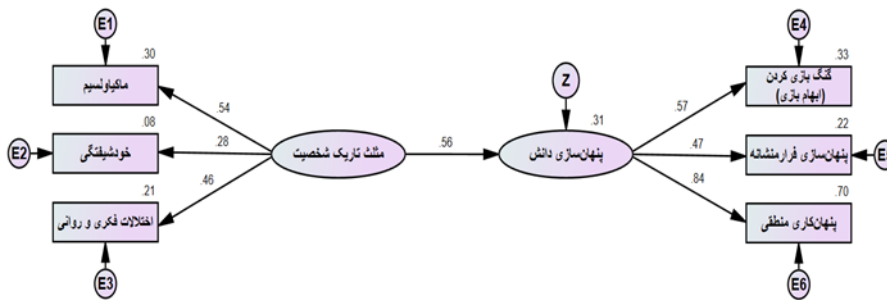 E1
.30
ماکیاولسیم
.54
E2
.08
خودشیفتگی
.28
.21
اختلالات فکری و روانی
.46
E3
مثلث تاریک شخصیت
.56
Z
.31
پنهان‌سازی دانش
E4
.33
گنگ بازی کردن
(ابهام بازی)
.57
.22
پنهان‌سازی فرارمنشانه
.47
.70
پنهان‌کاری منطقی
.84
E6